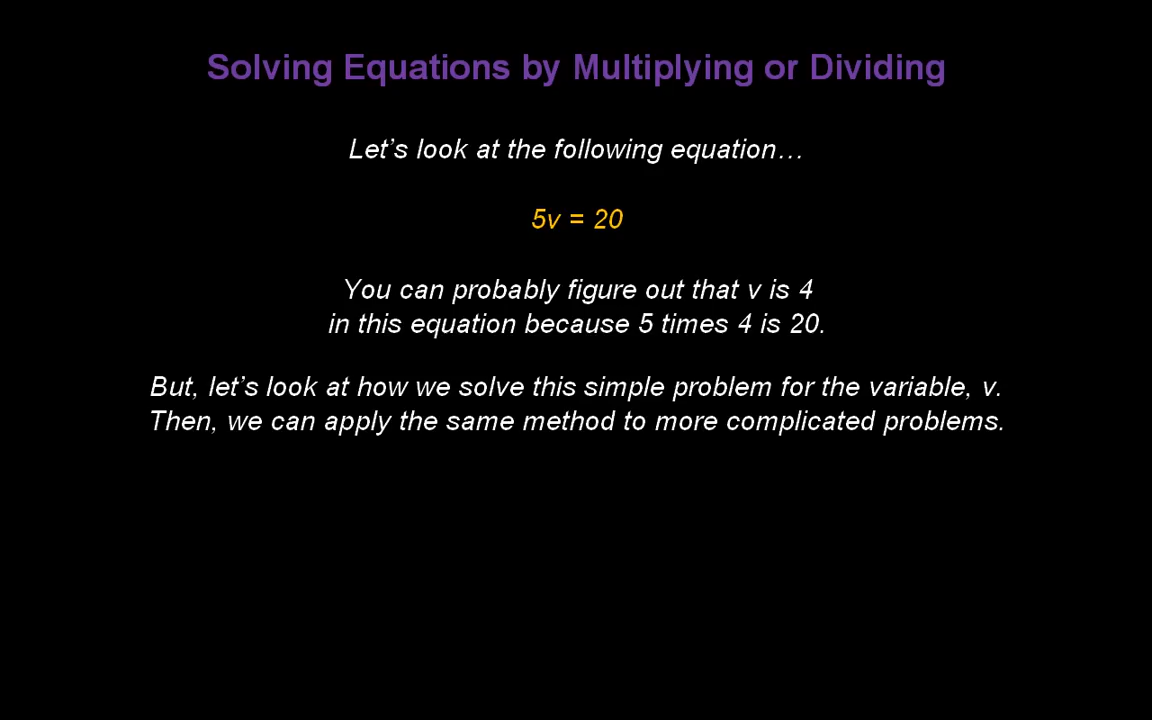 Solving Equations by Multiplying or Dividing
Let’s look at the following equation…
5v = 20
You can probably figure out that v is 4
in this equation because 5 times 4 is 20.
But, let’s look at how we solve this simple problem for the variable, v.
Then, we can apply the same method to more complicated problems.